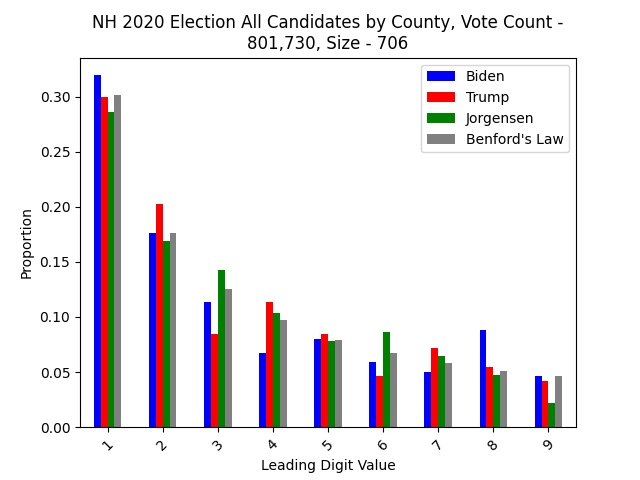 NH 2020 Election All Candidates by County, Vote Count -
801,730, Size - 706
Biden
Trump
Jorgensen
Benford's Law
Proportion
0.30
0.25
0.20
0.15
0.10
0.05
0.00
1 2 3 4 5 6 7 8 9
Leading Digit Value